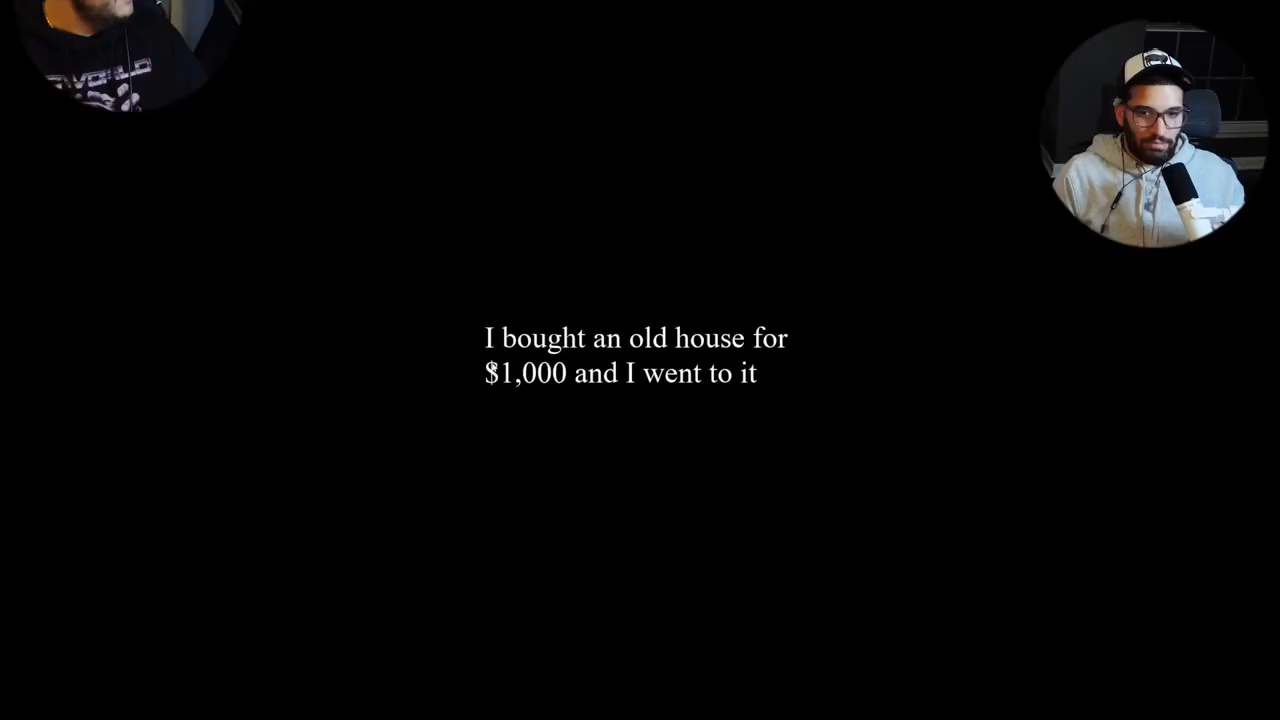 I bought an old house for
$1,000 and I went to it